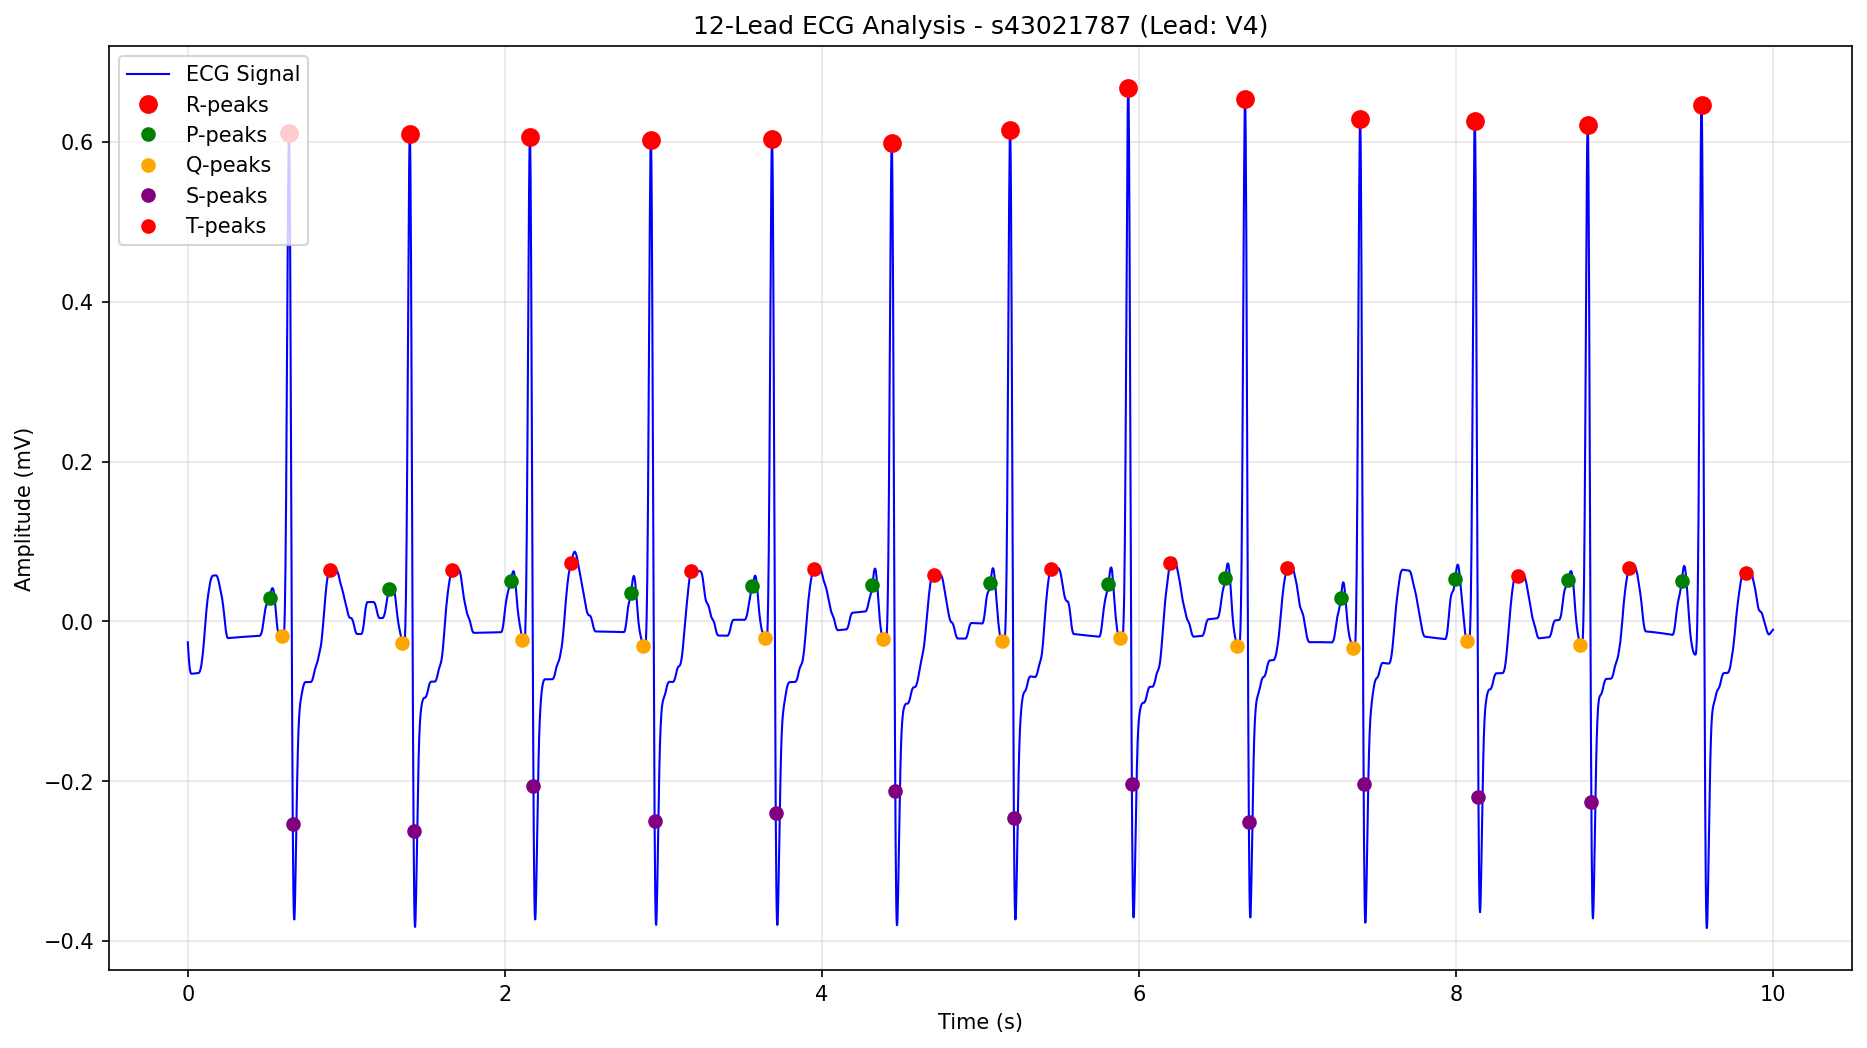 12-Lead ECG Analysis - s43021787 (Lead: V4)
ECG Signal
R-peaks
P-peaks
Q-peaks
S-peaks
T-peaks
Amplitude (mV)
0.6
0.4
0.2
0.0
−0.2
−0.4
0 2 4 6 8 10
Time (s)